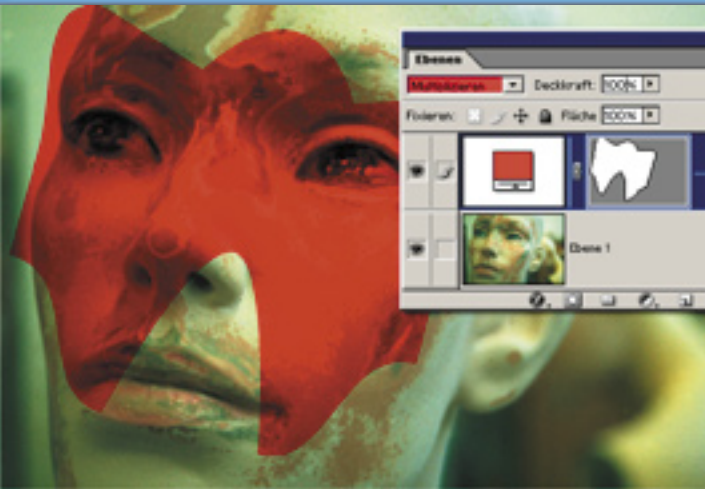 Ebenen
Multiplizieren Deckkraft: 100%
Fixieren: Fläche 100%
Ebene 1